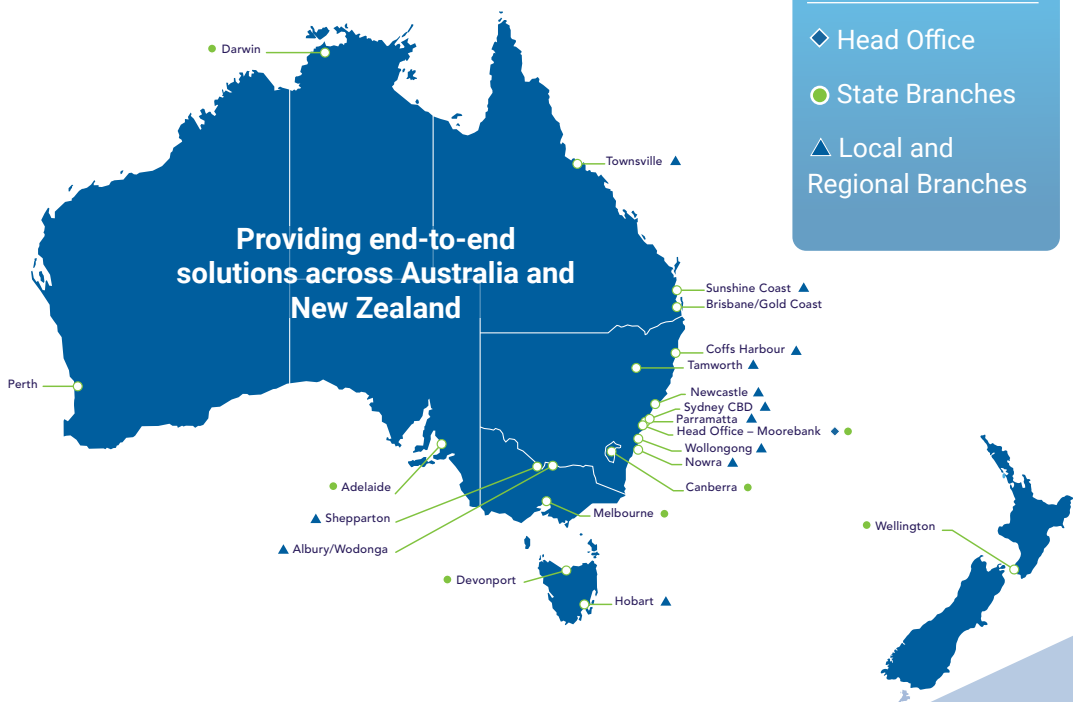 Head Office
State Branches
Local and
Regional Branches
Darwin
Townsville
Providing end-to-end
solutions across Australia and
New Zealand
Sunshine Coast
Brisbane/Gold Coast
Coffs Harbour
Tamworth
Perth
Newcastle
Sydney CBD
Parramatta
Head Office – Moorebank
Wollongong
Nowra
Adelaide
Canberra
Shepparton
Melbourne
Wellington
Albury/Wodonga
Devonport
Hobart